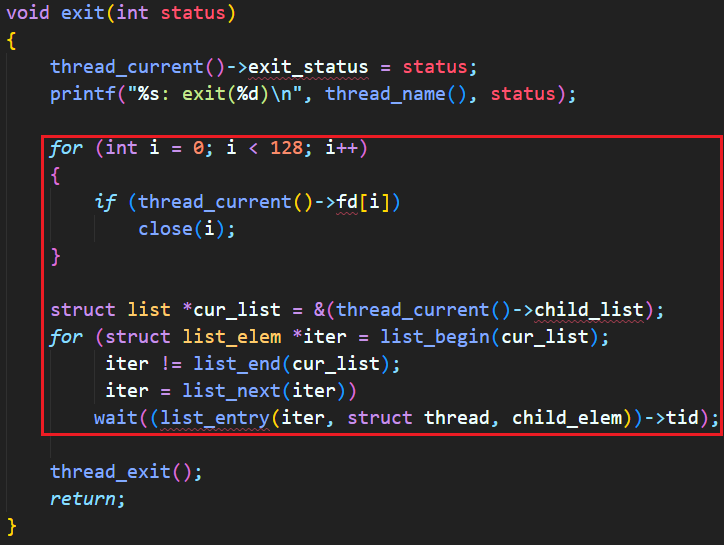 void exit(int status)
{
    thread_current()->exit_status = status;
    printf("%s: exit(%d)\n", thread_name(), status);

    for (int i = 0; i < 128; i++)
    {
        if (thread_current()->fd[i])
            close(i);
    }

    struct list *cur_list = &(thread_current()->child_list);
    for (struct list_elem *iter = list_begin(cur_list);
         iter != list_end(cur_list);
         iter = list_next(iter))
        wait((list_entry(iter, struct thread, child_elem))->tid);

    thread_exit();
    return;
}